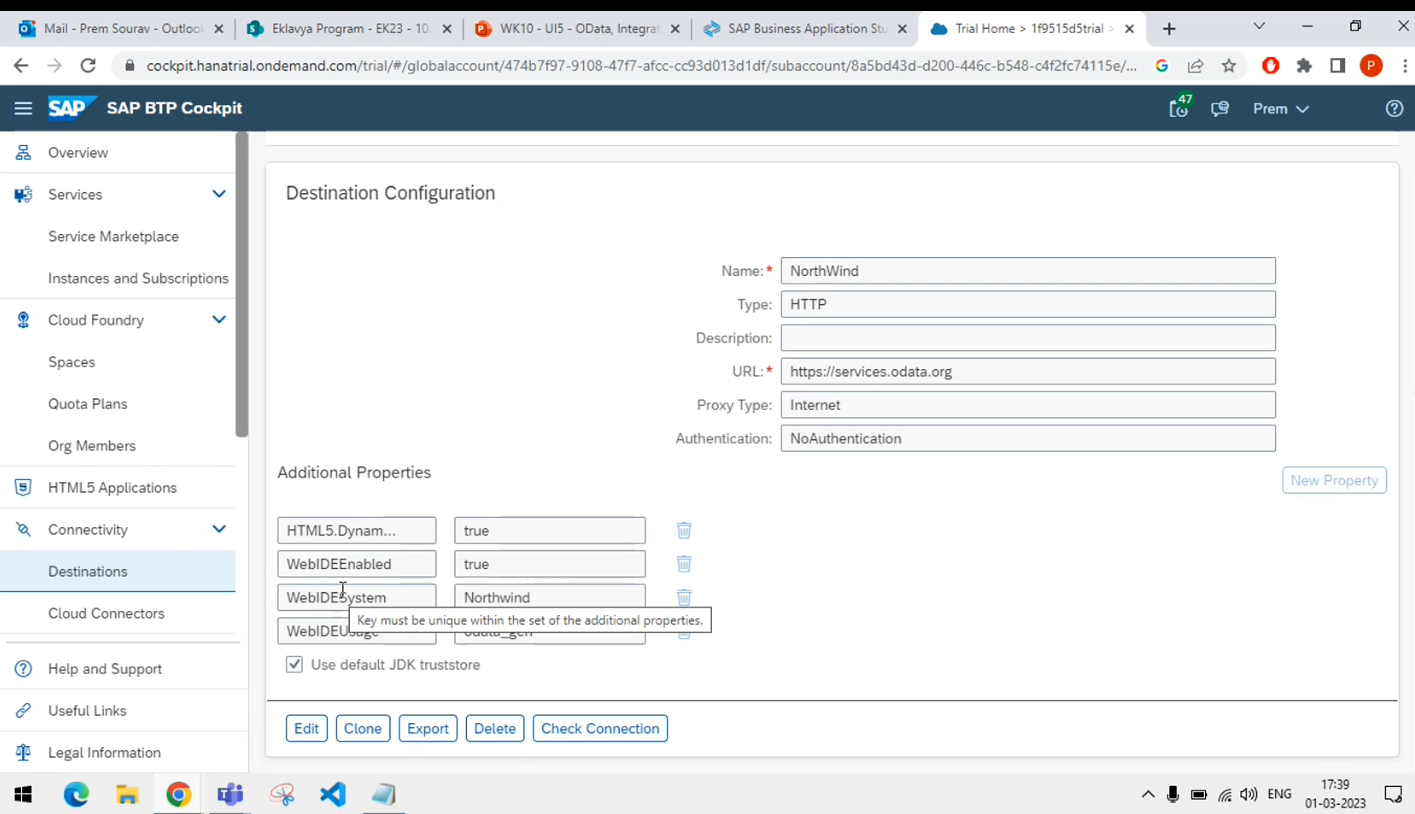 Mail - Prem Sourav - Outlook
Eklavya Program - EK23 - 10.
WK10 - UI5 - OData, Integrat
SAP Business Application Stu
Trial Home > 1f9515d5trial >
cockpit.hanatrial.ondemand.com/trial/#/globalaccount/474b7f97-9108-47f7-afcc-cc93d013d1df/subaccount/8a5bd43d-d200-446c-b548-c4f2fc74115e/...
P
SAP
SAP BTP Cockpit
47
Prem
Overview
Services
Service Marketplace
Instances and Subscriptions
Cloud Foundry
Spaces
Quota Plans
Org Members
HTML5 Applications
Connectivity
Destinations
Cloud Connectors
Help and Support
Useful Links
Legal Information
Destination Configuration
Name:* NorthWind
Type: HTTP
Description:
URL:* https://services.odata.org
Proxy Type: Internet
Authentication: NoAuthentication
Additional Properties
New Property
HTML5.Dynam... true
WebIDEEnabled true
WebIDESystem Northwind
Key must be unique within the set of the additional properties.
WebIDEUsage odata_gen
Use default JDK truststore
Edit Clone Export Delete Check Connection
ENG
17:39
01-03-2023